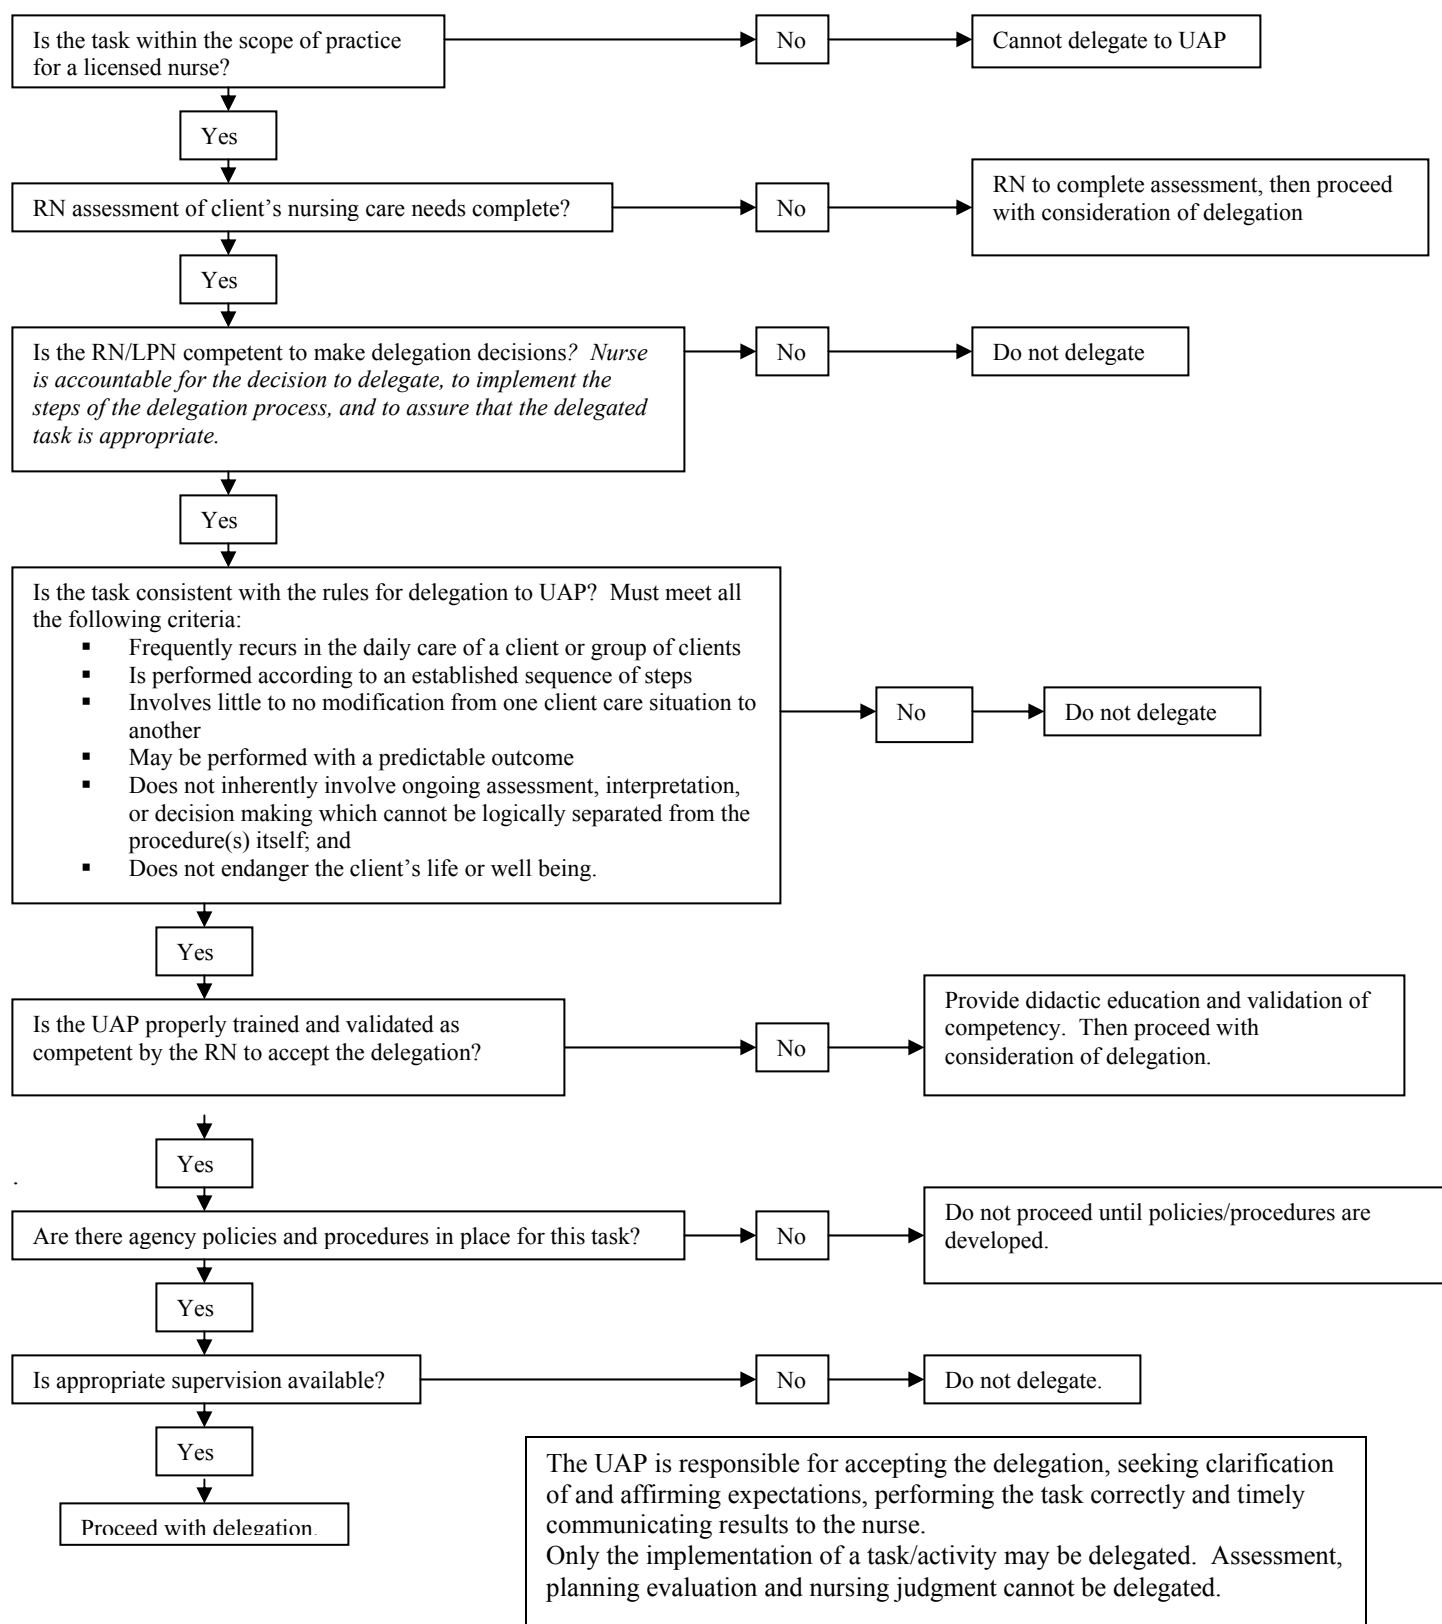 Is the task within the scope of practice
for a licensed nurse?
No
Cannot delegate to UAP
Yes
RN assessment of client’s nursing care needs complete?
No
RN to complete assessment, then proceed
with consideration of delegation
Yes
Is the RN/LPN competent to make delegation decisions? Nurse
is accountable for the decision to delegate, to implement the
steps of the delegation process, and to assure that the delegated
task is appropriate.
No
Do not delegate
Yes
Is the task consistent with the rules for delegation to UAP? Must meet all
the following criteria:
▪ Frequently recurs in the daily care of a client or group of clients
▪ Is performed according to an established sequence of steps
▪ Involves little to no modification from one client care situation to
another
▪ May be performed with a predictable outcome
▪ Does not inherently involve ongoing assessment, interpretation,
or decision making which cannot be logically separated from the
procedure(s) itself; and
▪ Does not endanger the client’s life or well being.
No
Do not delegate
Yes
Is the UAP properly trained and validated as
competent by the RN to accept the delegation?
No
Provide didactic education and validation of
competency. Then proceed with
consideration of delegation.
Yes
.
Are there agency policies and procedures in place for this task?
No
Do not proceed until policies/procedures are
developed.
Yes
Is appropriate supervision available?
No
Do not delegate.
Yes
Proceed with delegation.
The UAP is responsible for accepting the delegation, seeking clarification
of and affirming expectations, performing the task correctly and timely
communicating results to the nurse.
Only the implementation of a task/activity may be delegated. Assessment,
planning evaluation and nursing judgment cannot be delegated.